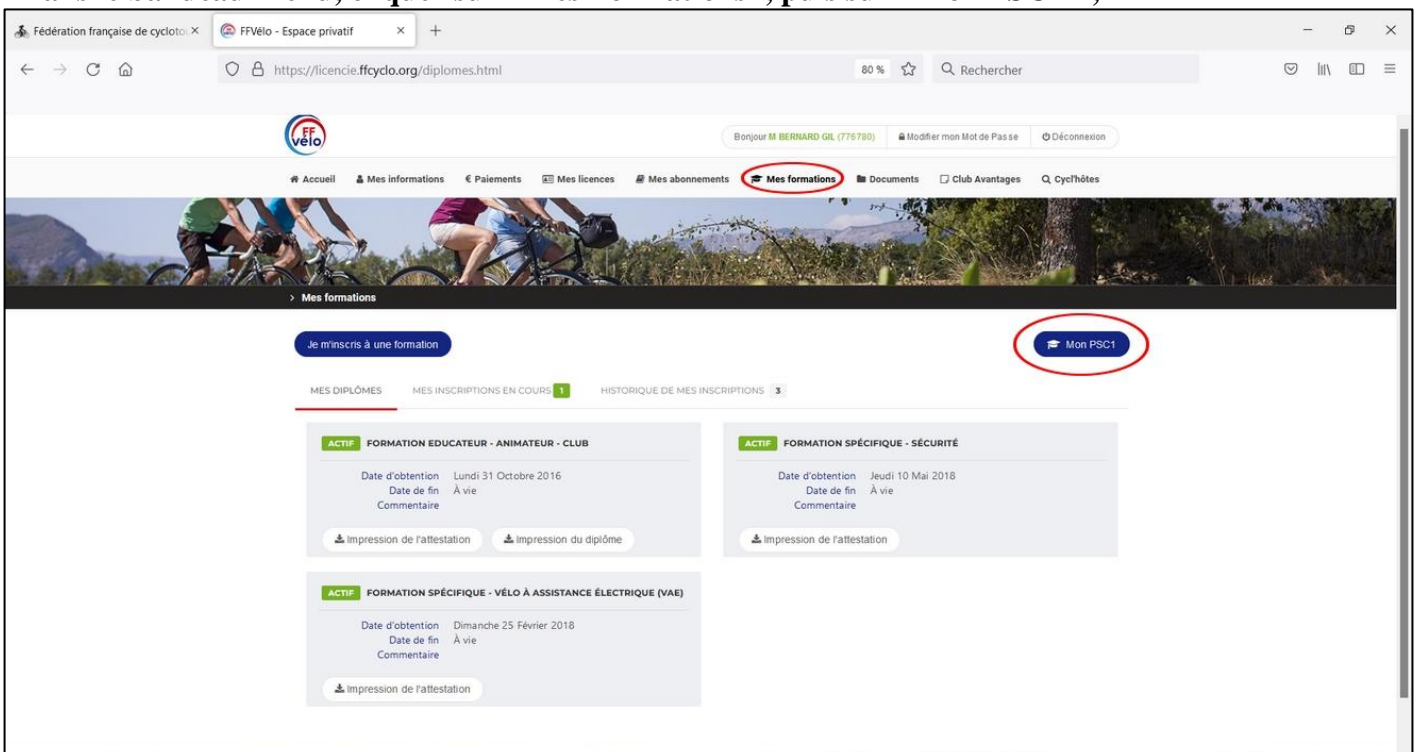 Fédération française de cycloto
FFVélo - Espace privatif
https://licencie.ffcyclo.org/diplomes.html
80 %
Rechercher
FF
vélo
Bonjour M BERNARD GIL (776780)
Modifier mon Mot de Passe
Déconnexion
Accueil
Mes informations
€ Paiements
Mes licences
Mes abonnements
Mes formations
Documents
Club Avantages
Cycl'hôtes
> Mes formations
Je m'inscris à une formation
Mon PSC1
MES DIPLÔMES
MES INSCRIPTIONS EN COURS 1
HISTORIQUE DE MES INSCRIPTIONS 3
ACTIF FORMATION EDUCATEUR - ANIMATEUR - CLUB
Date d'obtention Lundi 31 Octobre 2016
Date de fin À vie
Commentaire
Impression de l'attestation
Impression du diplôme
ACTIF FORMATION SPÉCIFIQUE - SÉCURITÉ
Date d'obtention Jeudi 10 Mai 2018
Date de fin À vie
Commentaire
Impression de l'attestation
ACTIF FORMATION SPÉCIFIQUE - VÉLO À ASSISTANCE ÉLECTRIQUE (VAE)
Date d'obtention Dimanche 25 Février 2018
Date de fin À vie
Commentaire
Impression de l'attestation